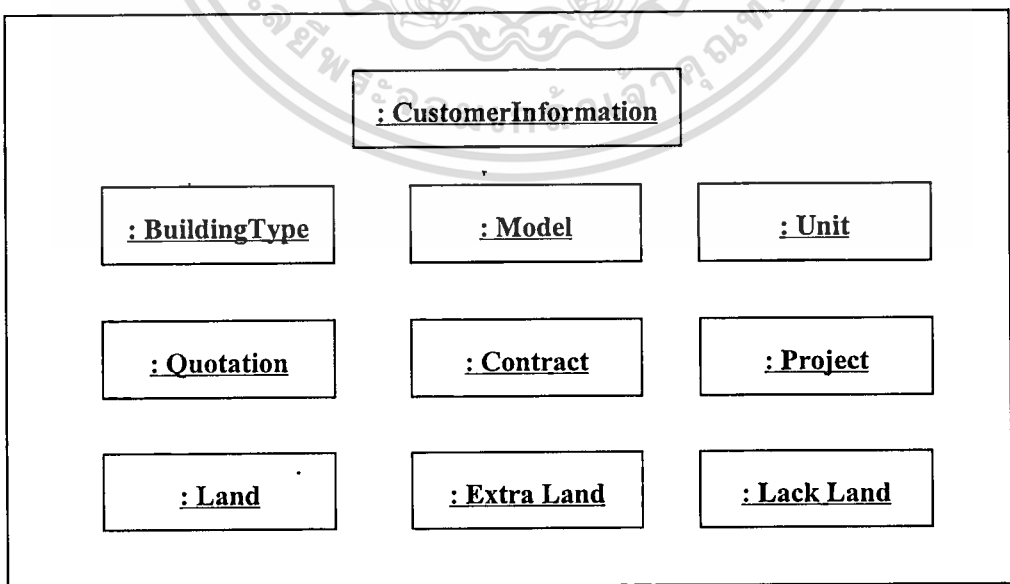 : CustomerInformation
: BuildingType
: Model
: Unit
: Quotation
: Contract
: Project
: Land
: Extra Land
: Lack Land